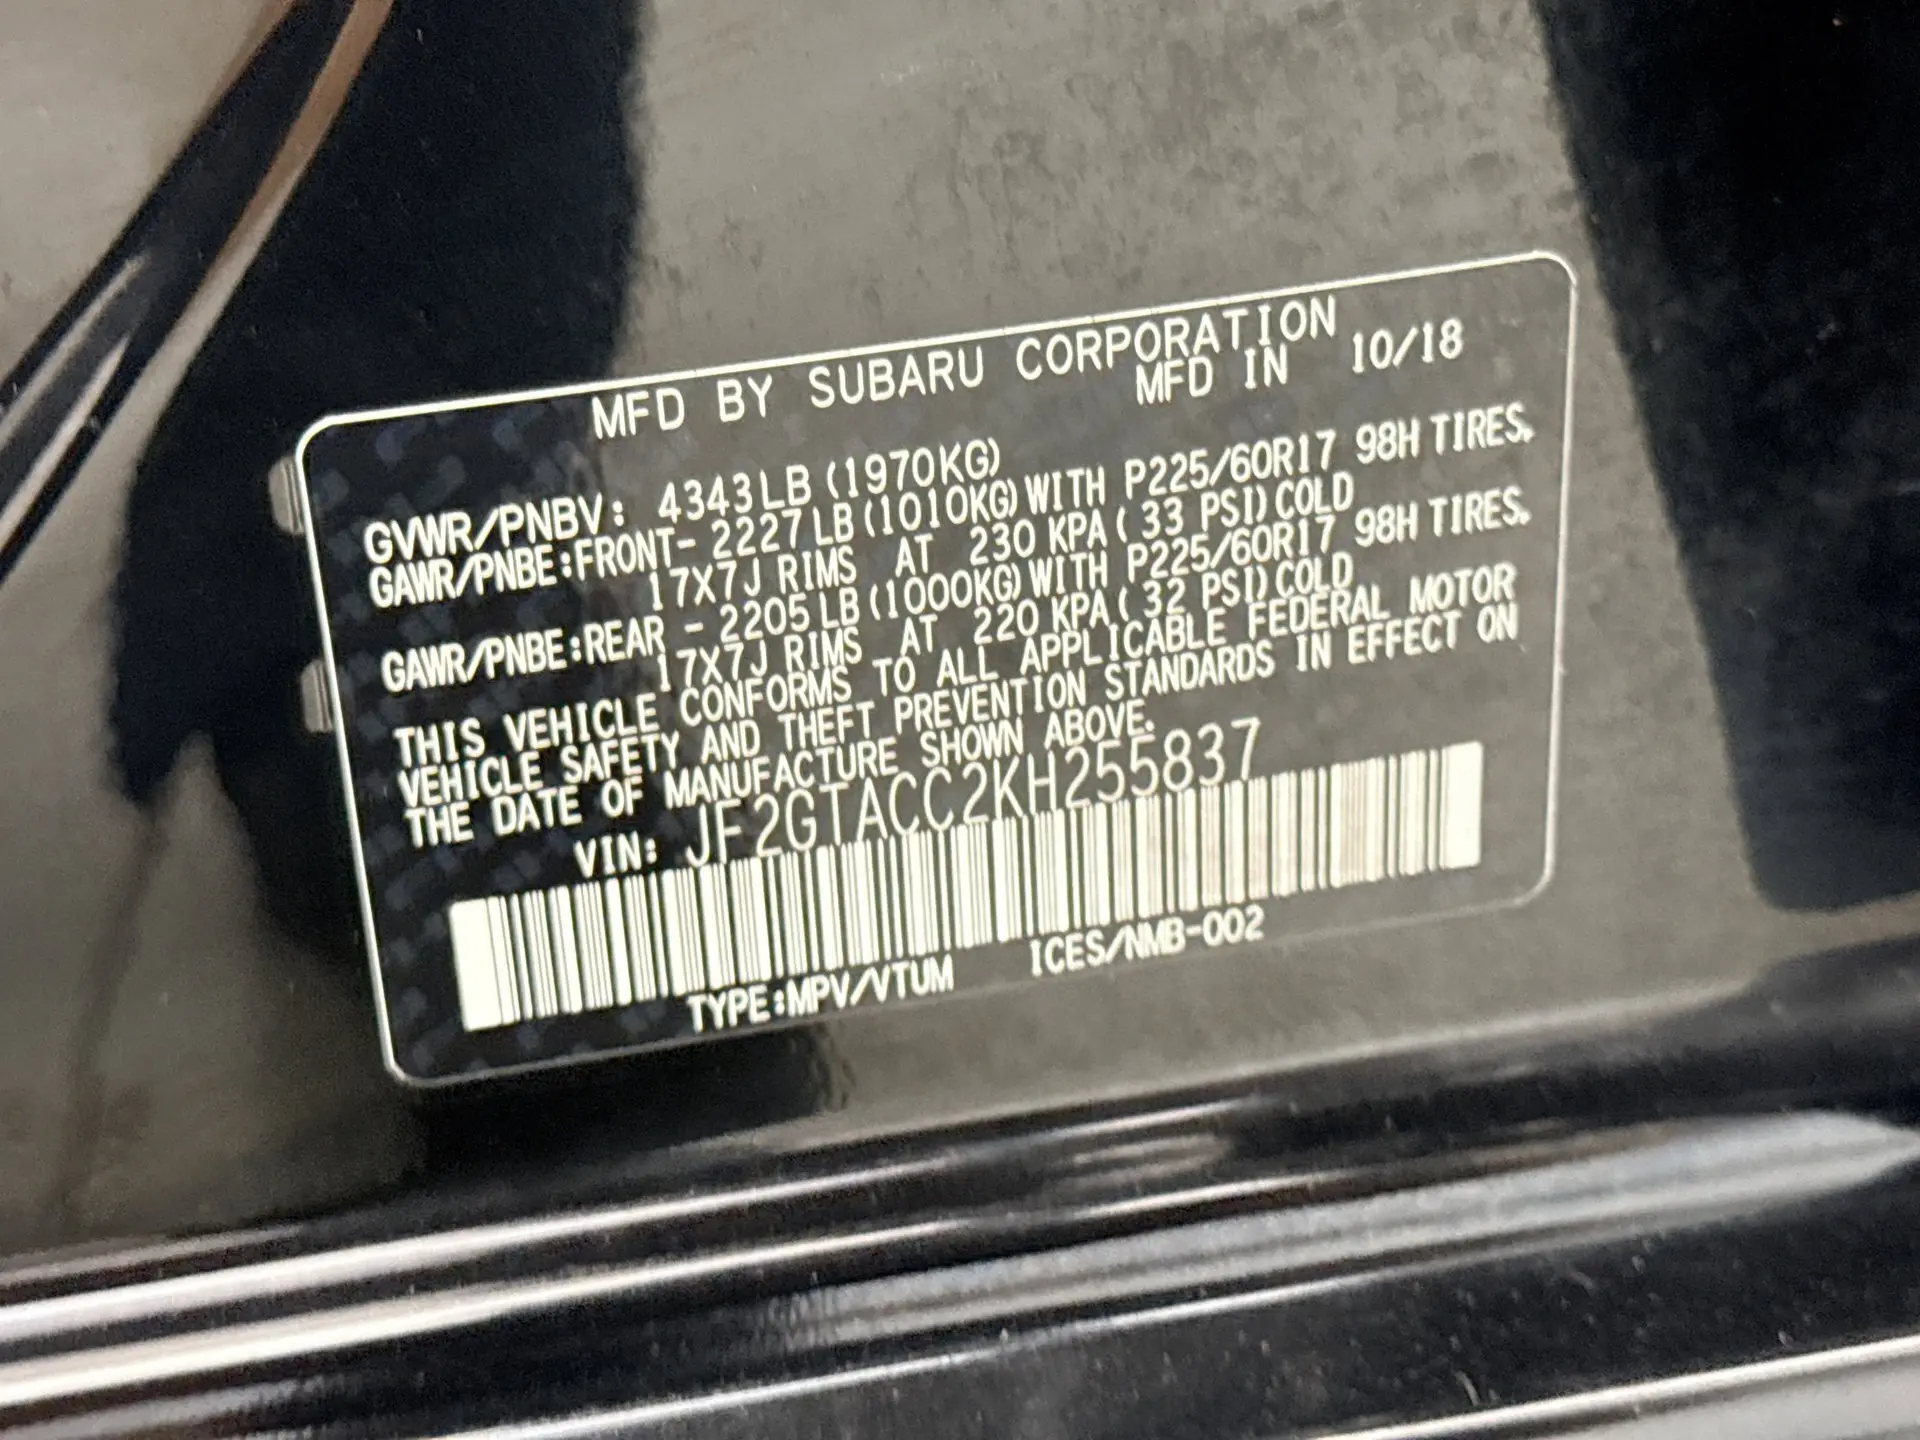 MFD BY SUBARU CORPORATION
MFD IN 10/18
GVWR/PNBV: 4343LB (1970KG)
GAWR/PNBE:FRONT- 2227LB (1010KG) WITH P225/60R17 98H TIRES,
17X7J RIMS AT 230 KPA ( 33 PSI) COLD
GAWR/PNBE:REAR - 2205LB (1000KG) WITH P225/60R17 98H TIRES,
17X7J RIMS AT 220 KPA ( 32 PSI) COLD
THIS VEHICLE CONFORMS TO ALL APPLICABLE FEDERAL MOTOR
VEHICLE SAFETY AND THEFT PREVENTION STANDARDS IN EFFECT ON
THE DATE OF MANUFACTURE SHOWN ABOVE.
VIN: JF2GTACC2KH255837
TYPE:MPV/VTUM ICES/NMB-002